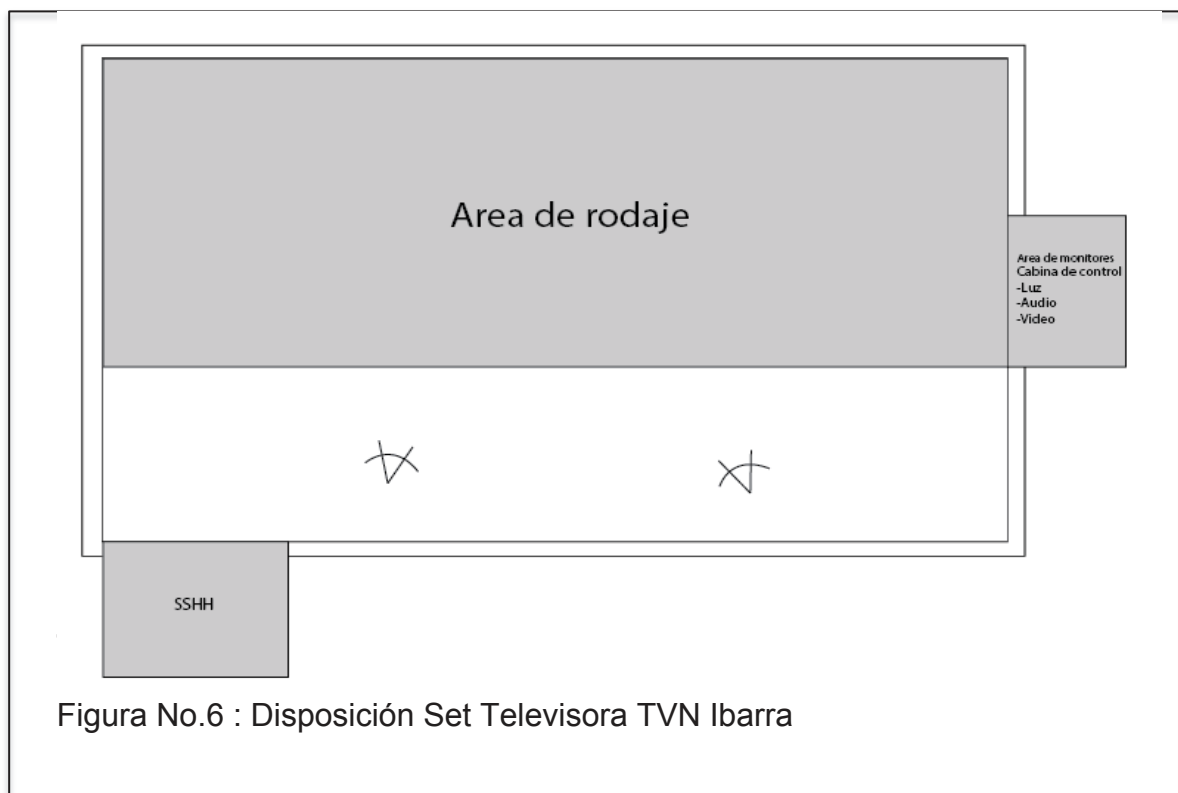 Area de rodaje
Area de monitores
Cabina de control
-Luz
-Audio
-Video
SSHH
Figura No.6 : Disposición Set Televisora TVN Ibarra